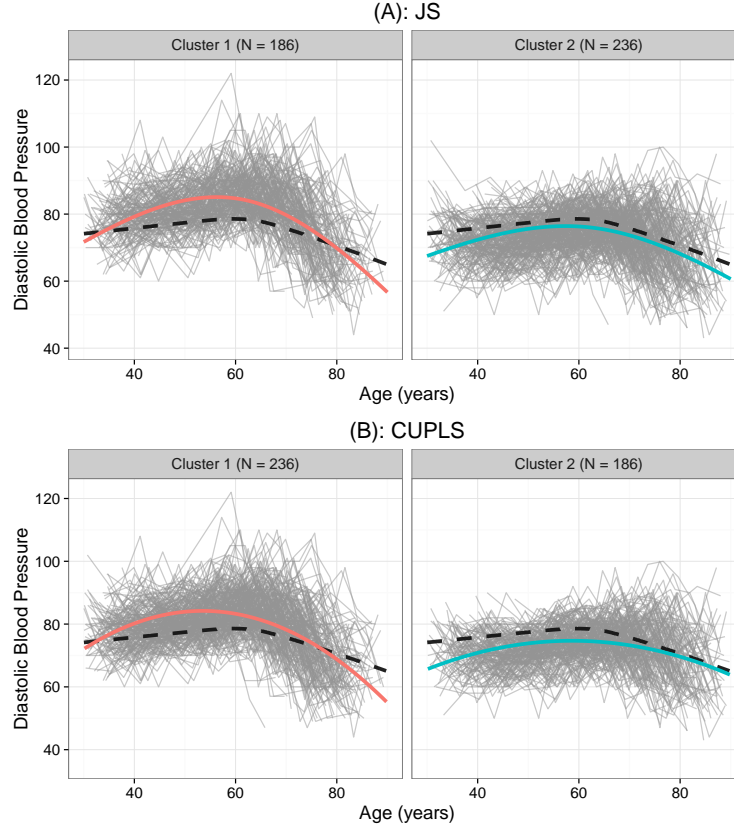 (A): JS
Cluster 1 (N = 186)
Cluster 2 (N = 236)
Diastolic Blood Pressure
120
100
80
60
40
40 60 80 40 60 80
Age (years)
(B): CUPLS
Cluster 1 (N = 236)
Cluster 2 (N = 186)
Diastolic Blood Pressure
120
100
80
60
40
40 60 80 40 60 80
Age (years)